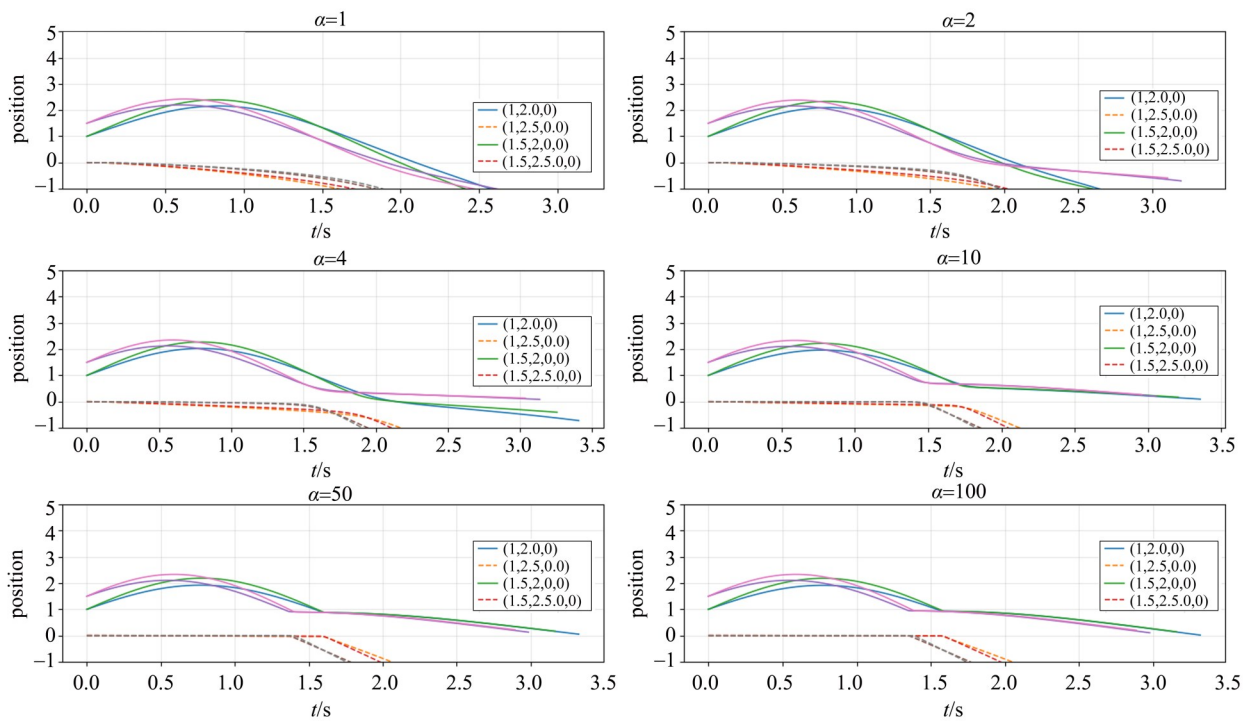 α=1
5
4
3
2
1
0
−1
position
(1,2.0,0)
(1,2.5,0.0)
(1.5,2,0,0)
(1.5,2.5.0,0)
0.0 0.5 1.0 1.5 2.0 2.5 3.0
t/s
α=2
5
4
3
2
1
0
−1
position
(1,2.0,0)
(1,2.5,0.0)
(1.5,2,0,0)
(1.5,2.5.0,0)
0.0 0.5 1.0 1.5 2.0 2.5 3.0
t/s
α=4
5
4
3
2
1
0
−1
position
(1,2.0,0)
(1,2.5,0.0)
(1.5,2,0,0)
(1.5,2.5.0,0)
0.0 0.5 1.0 1.5 2.0 2.5 3.0 3.5
t/s
α=10
5
4
3
2
1
0
−1
position
(1,2.0,0)
(1,2.5,0.0)
(1.5,2,0,0)
(1.5,2.5.0,0)
0.0 0.5 1.0 1.5 2.0 2.5 3.0 3.5
t/s
α=50
5
4
3
2
1
0
−1
position
(1,2.0,0)
(1,2.5,0.0)
(1.5,2,0,0)
(1.5,2.5.0,0)
0.0 0.5 1.0 1.5 2.0 2.5 3.0 3.5
t/s
α=100
5
4
3
2
1
0
−1
position
(1,2.0,0)
(1,2.5,0.0)
(1.5,2,0,0)
(1.5,2.5.0,0)
0.0 0.5 1.0 1.5 2.0 2.5 3.0 3.5
t/s